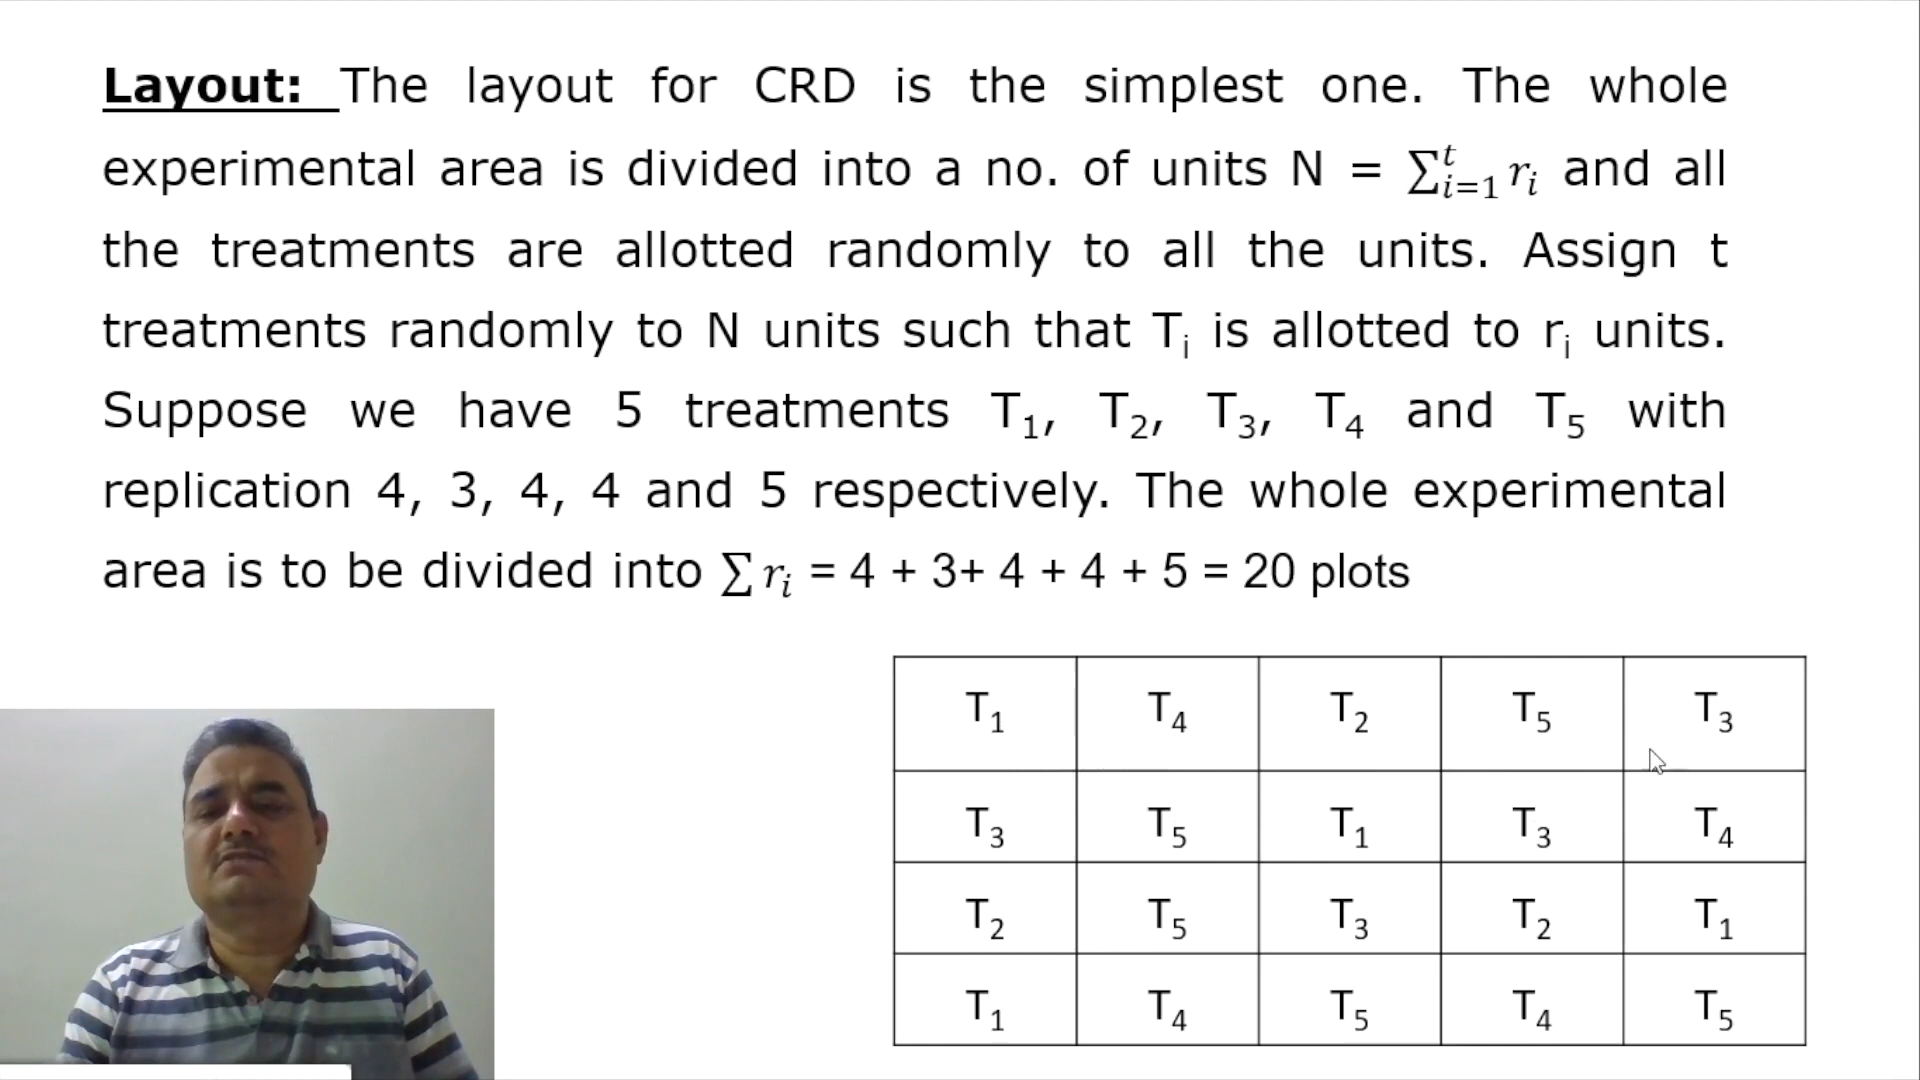 Layout: The layout for CRD is the simplest one. The whole
experimental area is divided into a no. of units N = ∑ᵗᵢ₌₁ rᵢ and all
the treatments are allotted randomly to all the units. Assign t
treatments randomly to N units such that Tᵢ is allotted to rᵢ units.
Suppose we have 5 treatments T₁, T₂, T₃, T₄ and T₅ with
replication 4, 3, 4, 4 and 5 respectively. The whole experimental
area is to be divided into ∑ rᵢ = 4 + 3+ 4 + 4 + 5 = 20 plots
T₁ T₄ T₂ T₅ T₃
T₃ T₅ T₁ T₃ T₄
T₂ T₅ T₃ T₂ T₁
T₁ T₄ T₅ T₄ T₅